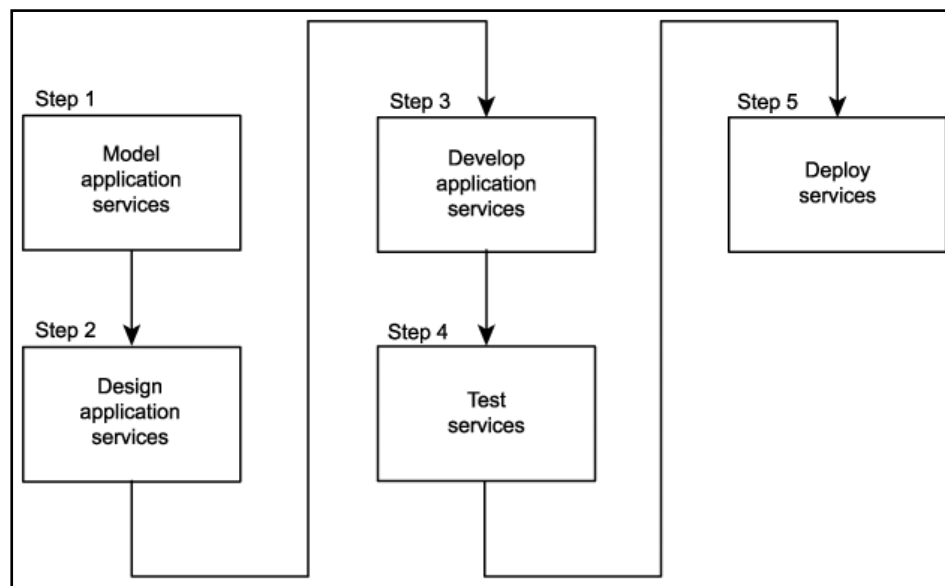 Step 1
Model
application
services
Step 2
Design
application
services
Step 3
Develop
application
services
Step 4
Test
services
Step 5
Deploy
services